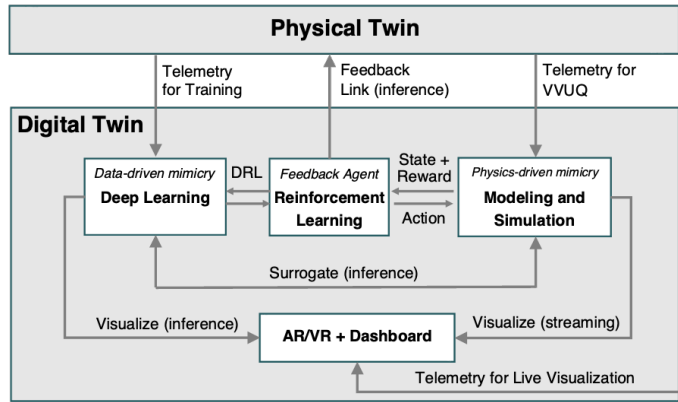 Physical Twin
Telemetry
for Training
Feedback
Link (inference)
Telemetry for
VVUQ
Digital Twin
Data-driven mimicry
Deep Learning
DRL
Feedback Agent
Reinforcement
Learning
State +
Reward
Action
Physics-driven mimicry
Modeling and
Simulation
Surrogate (inference)
Visualize (inference)
AR/VR + Dashboard
Visualize (streaming)
Telemetry for Live Visualization